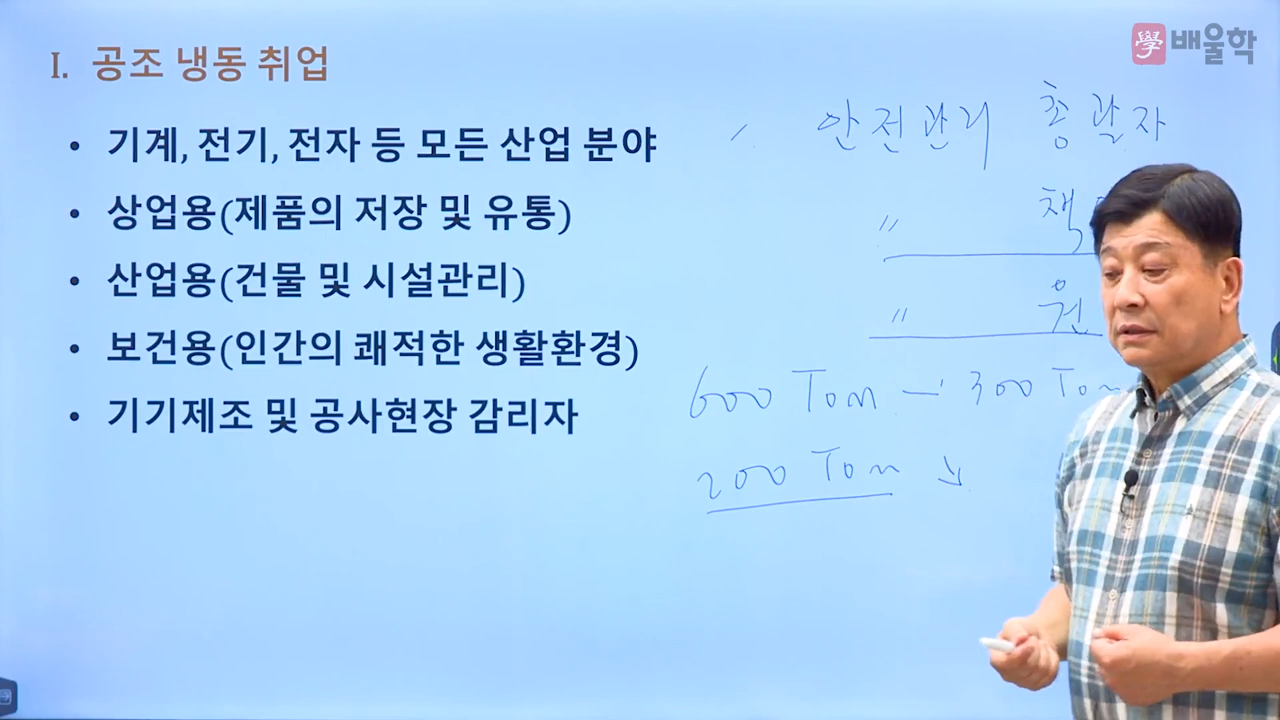 學 배울학
I. 공조 냉동 취업
• 기계, 전기, 전자 등 모든 산업 분야
• 상업용(제품의 저장 및 유통)
• 산업용(건물 및 시설관리)
• 보건용(인간의 쾌적한 생활환경)
• 기기제조 및 공사현장 감리자
안전관리 총괄자
〃 책
〃 원
600 Ton — 300 Ton
200 Ton ↘